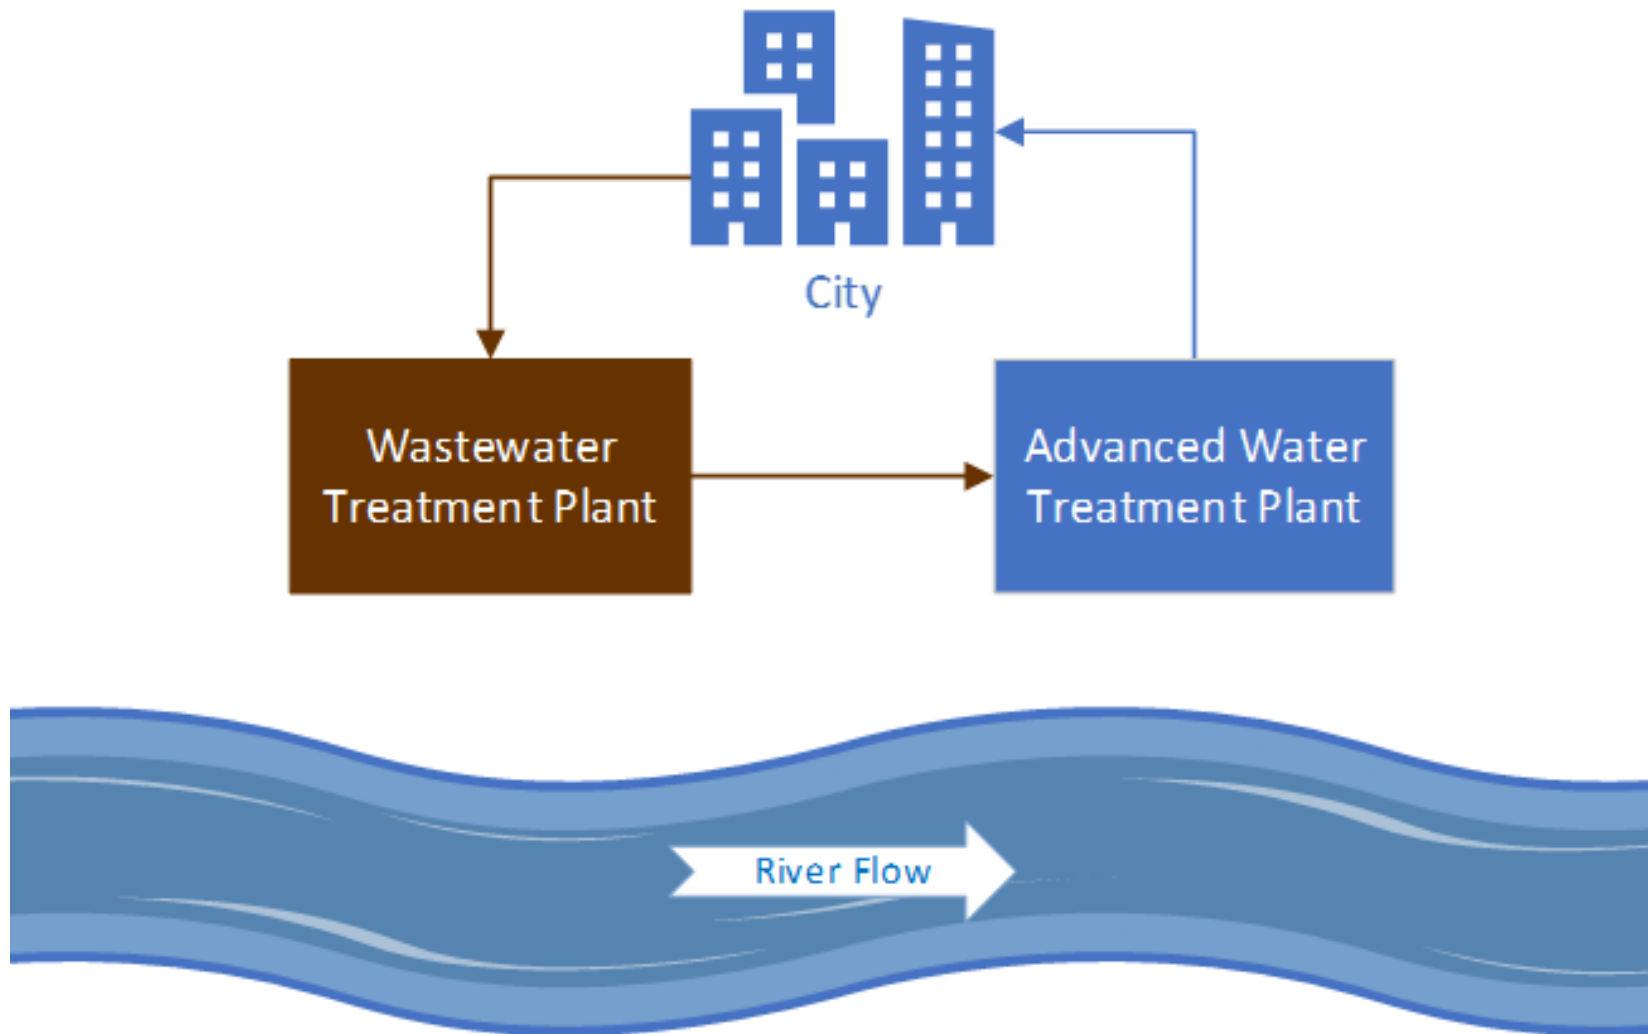 City
Wastewater
Treatment Plant
Advanced Water
Treatment Plant
River Flow